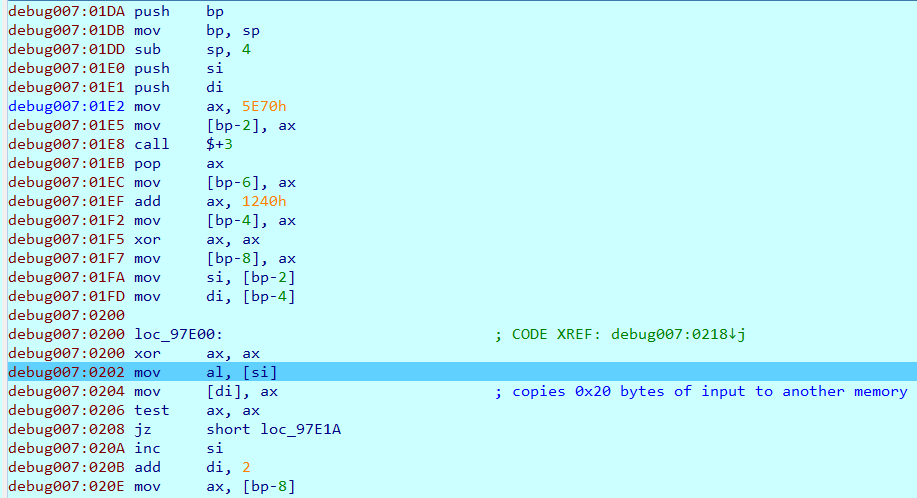 debug007:01DA push bp
debug007:01DB mov bp, sp
debug007:01DD sub sp, 4
debug007:01E0 push si
debug007:01E1 push di
debug007:01E2 mov ax, 5E70h
debug007:01E5 mov [bp-2], ax
debug007:01E8 call $+3
debug007:01EB pop ax
debug007:01EC mov [bp-6], ax
debug007:01EF add ax, 1240h
debug007:01F2 mov [bp-4], ax
debug007:01F5 xor ax, ax
debug007:01F7 mov [bp-8], ax
debug007:01FA mov si, [bp-2]
debug007:01FD mov di, [bp-4]
debug007:0200
debug007:0200 loc_97E00: ; CODE XREF: debug007:0218↓j
debug007:0200 xor ax, ax
debug007:0202 mov al, [si]
debug007:0204 mov [di], ax ; copies 0x20 bytes of input to another memory
debug007:0206 test ax, ax
debug007:0208 jz short loc_97E1A
debug007:020A inc si
debug007:020B add di, 2
debug007:020E mov ax, [bp-8]